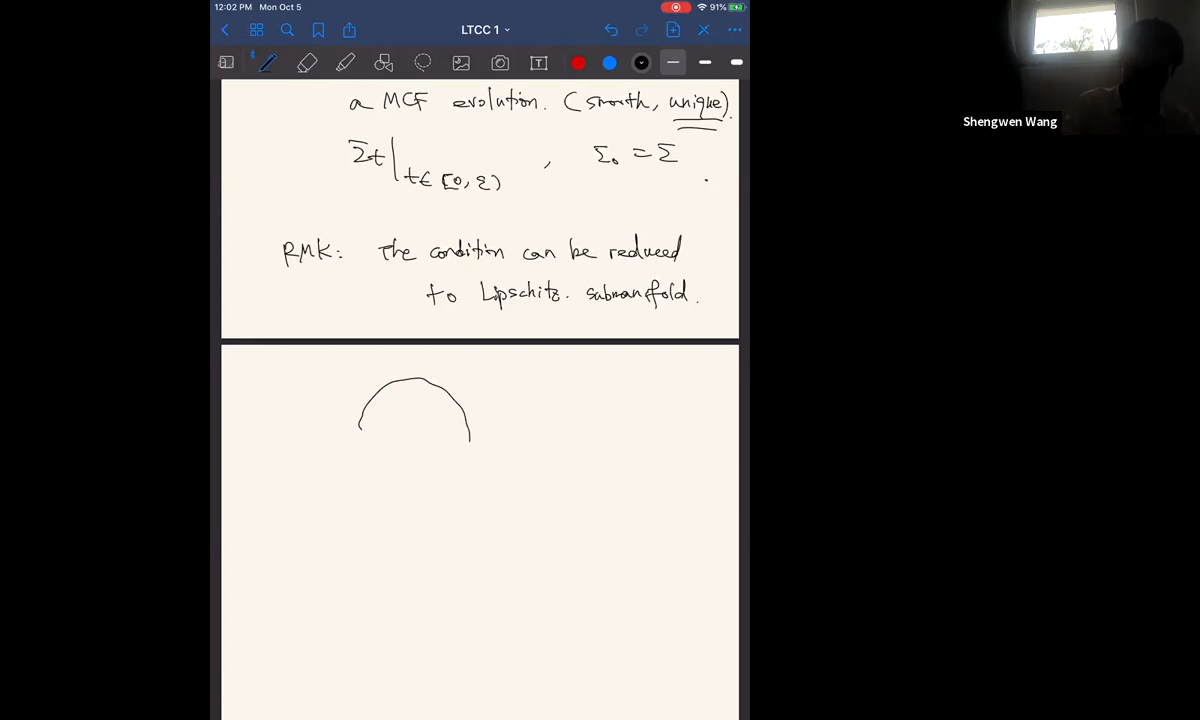 12:02 PM Mon Oct 5
91%
LTCC 1
a MCF evolution. (smooth, unique).
Σt | t∈ [0, ε) , Σ₀ = Σ .
RMK: The condition can be reduced
to Lipschitz. submanifold.
Shengwen Wang